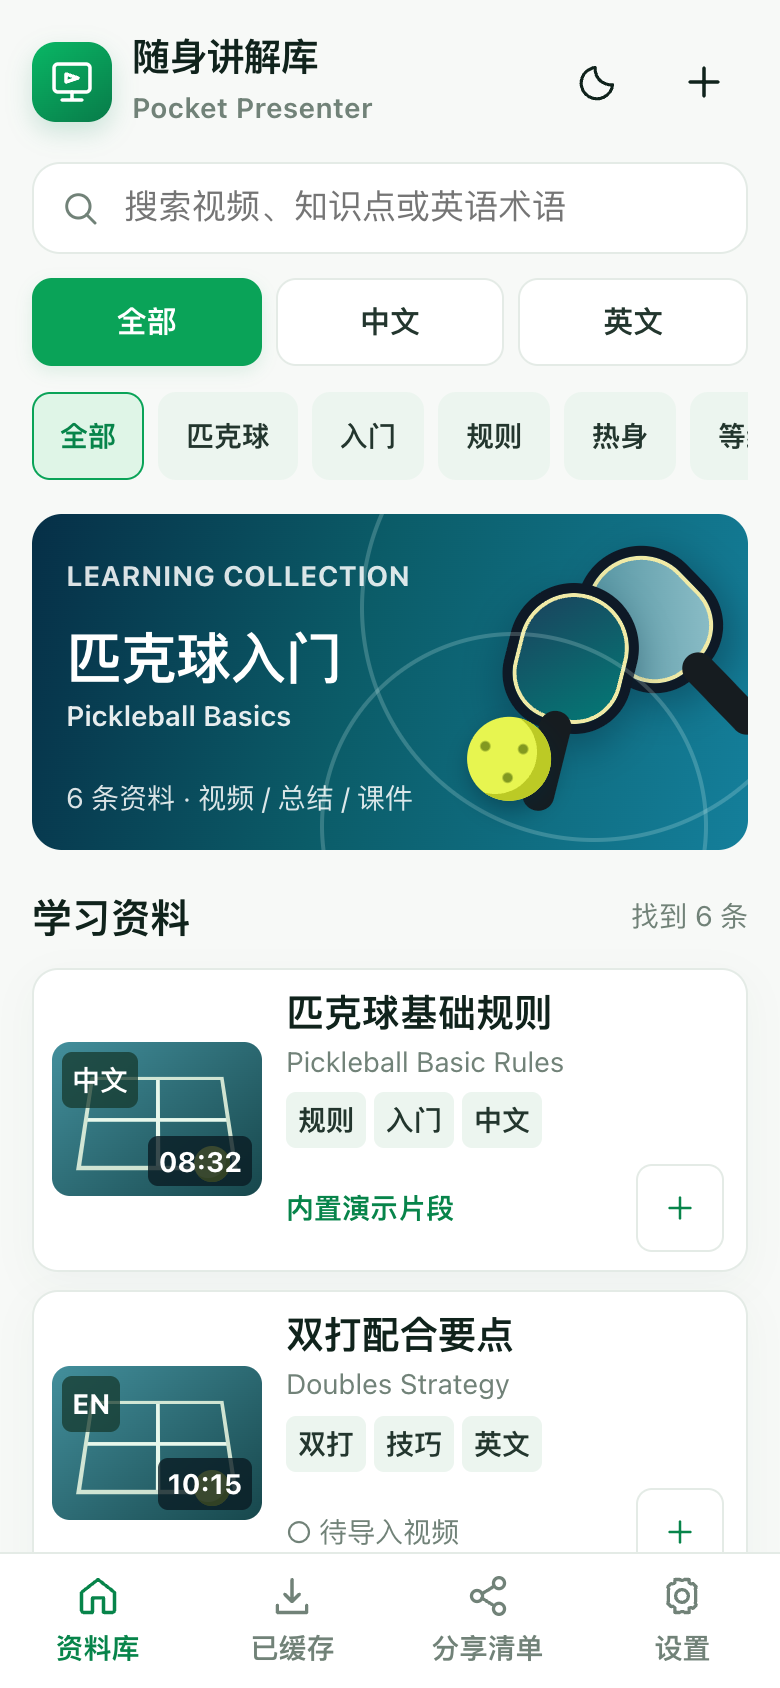 随身讲解库
Pocket Presenter
搜索视频、知识点或英语术语
全部 中文 英文
全部 匹克球 入门 规则 热身 等
LEARNING COLLECTION
匹克球入门
Pickleball Basics
6 条资料 · 视频 / 总结 / 课件
学习资料 找到 6 条
匹克球基础规则
Pickleball Basic Rules
中文
规则 入门 中文
08:32
内置演示片段
双打配合要点
Doubles Strategy
EN
双打 技巧 英文
10:15
待导入视频
资料库 已缓存 分享清单 设置